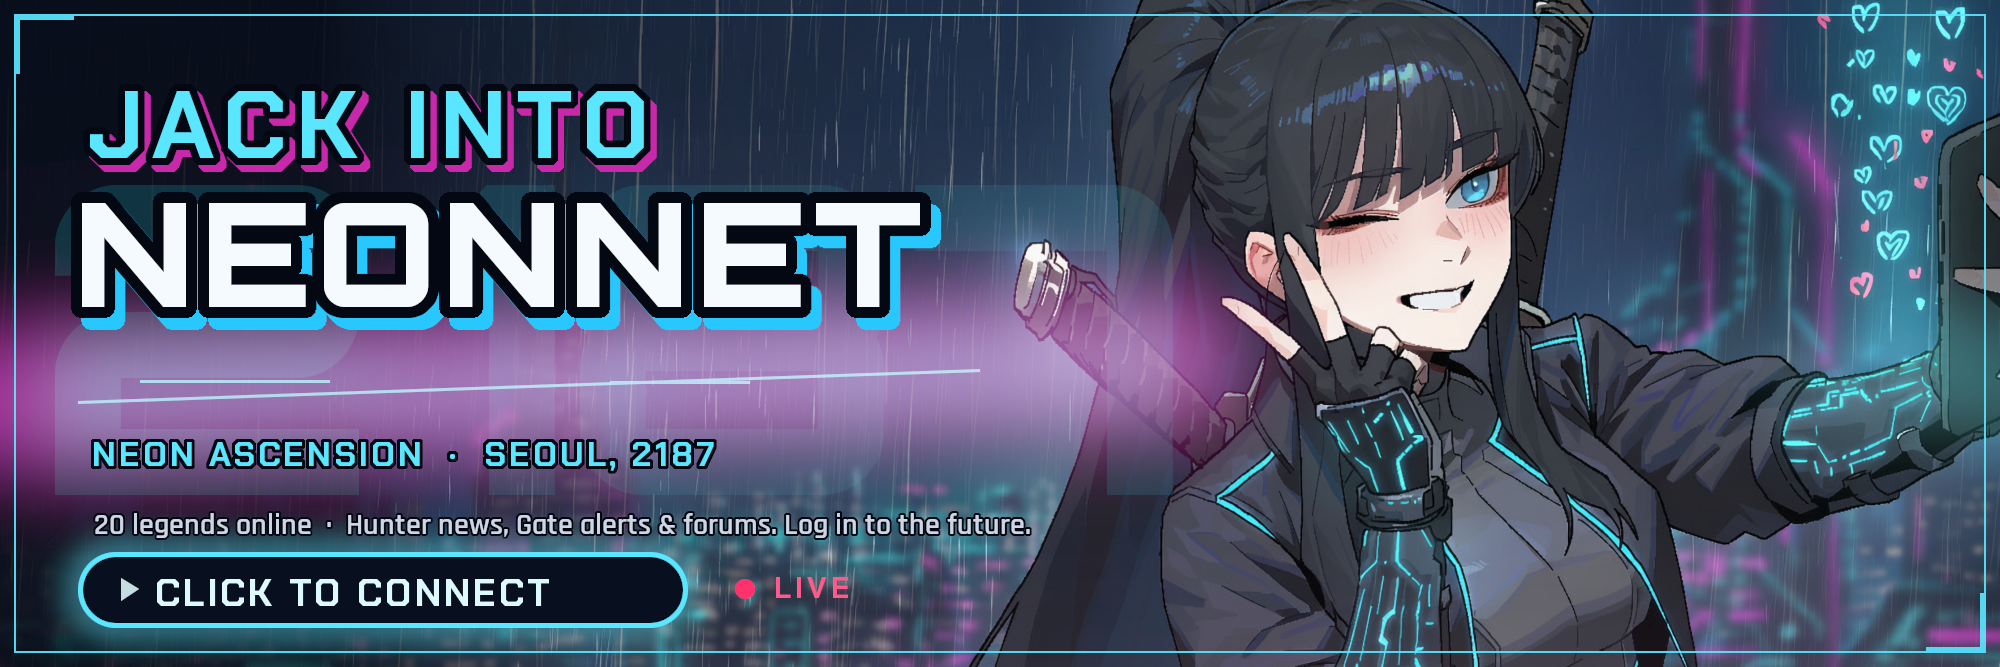 JACK INTO
NEONNET
NEON ASCENSION · SEOUL, 2187
20 legends online · Hunter news, Gate alerts & forums. Log in to the future.
CLICK TO CONNECT
LIVE